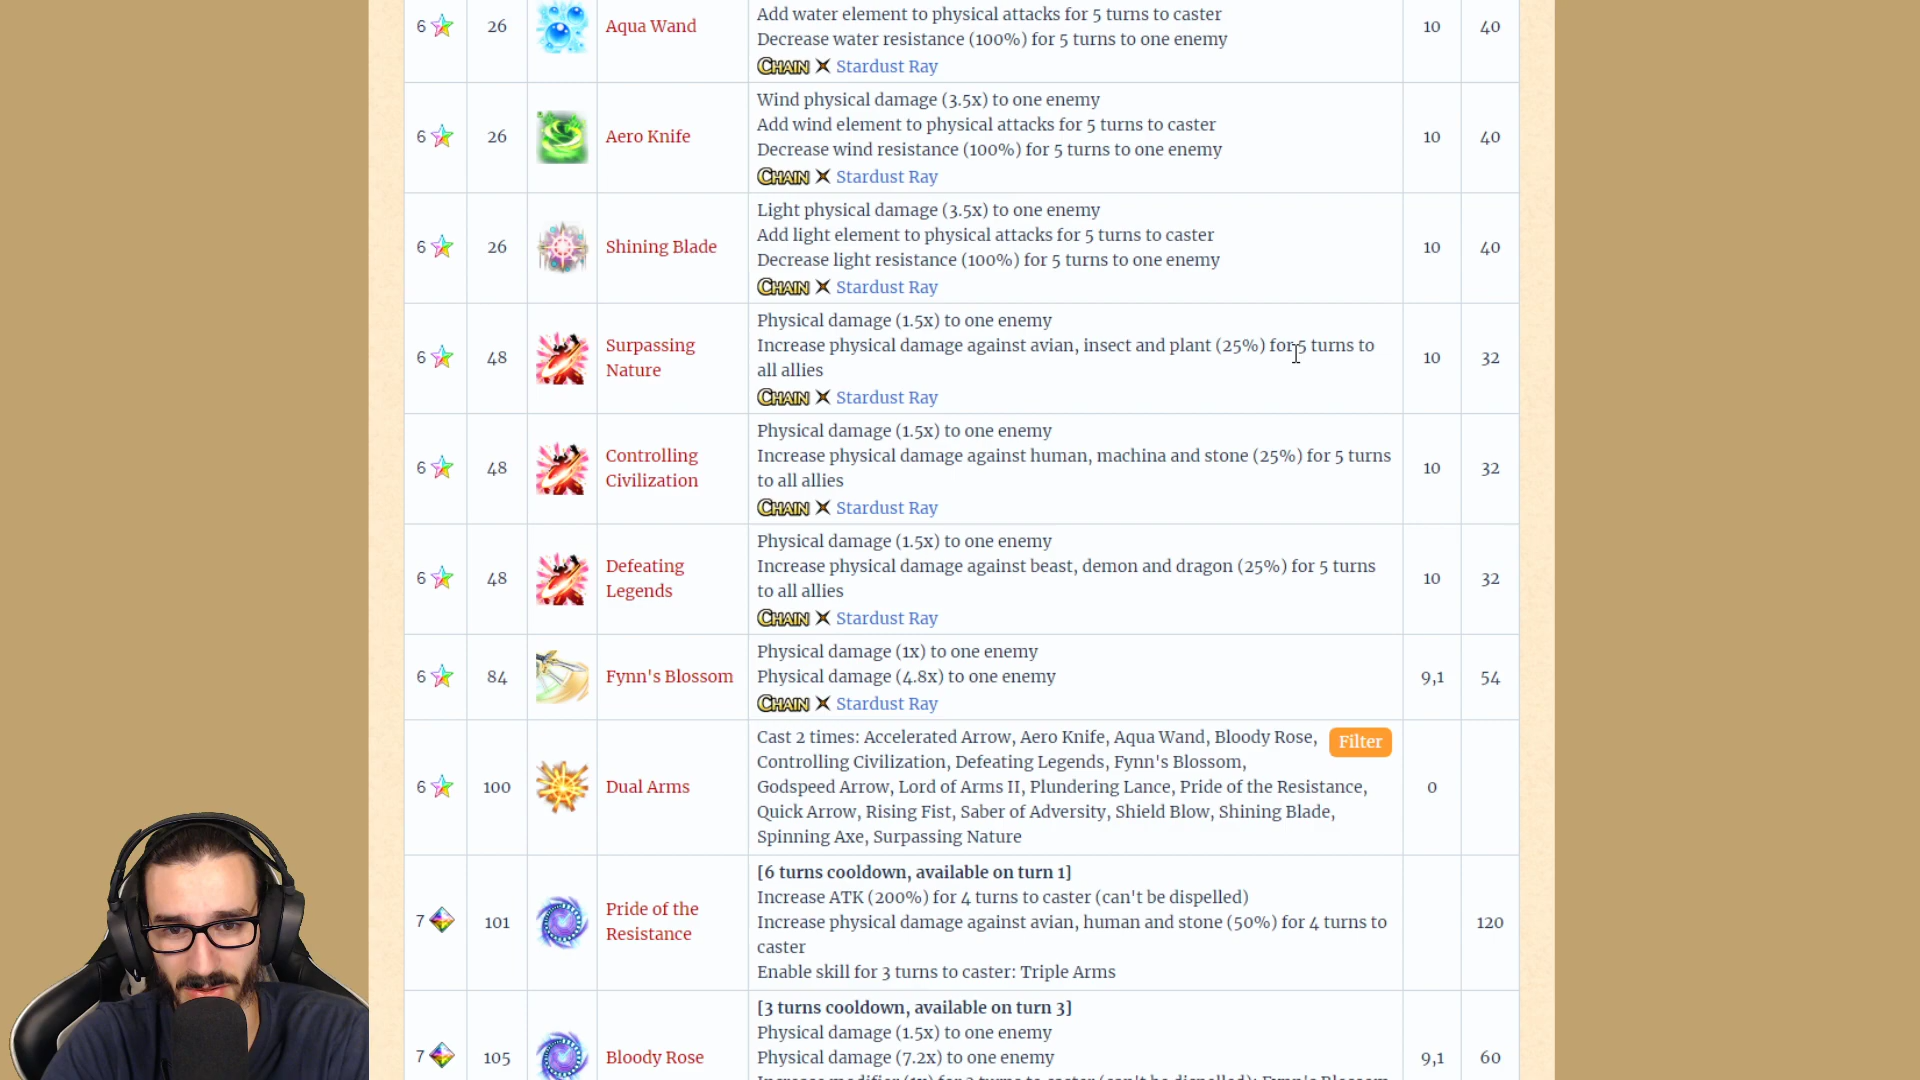 Add water element to physical attacks for 5 turns to caster
6 26 Aqua Wand 10 40
Decrease water resistance (100%) for 5 turns to one enemy
CHAIN Stardust Ray
Wind physical damage (3.5x) to one enemy
Add wind element to physical attacks for 5 turns to caster
6 26 Aero Knife 10 40
Decrease wind resistance (100%) for 5 turns to one enemy
CHAIN Stardust Ray
Light physical damage (3.5x) to one enemy
Add light element to physical attacks for 5 turns to caster
6 26 Shining Blade 10 40
Decrease light resistance (100%) for 5 turns to one enemy
CHAIN Stardust Ray
Physical damage (1.5x) to one enemy
Surpassing Increase physical damage against avian, insect and plant (25%) for 5 turns to
6 48 10 32
Nature all allies
CHAIN Stardust Ray
Physical damage (1.5x) to one enemy
Controlling Increase physical damage against human, machina and stone (25%) for 5 turns
6 48 10 32
Civilization to all allies
CHAIN Stardust Ray
Physical damage (1.5x) to one enemy
Defeating Increase physical damage against beast, demon and dragon (25%) for 5 turns
6 48 10 32
Legends to all allies
CHAIN Stardust Ray
Physical damage (1x) to one enemy
6 84 Fynn's Blossom Physical damage (4.8x) to one enemy 9,1 54
CHAIN Stardust Ray
Cast 2 times: Accelerated Arrow, Aero Knife, Aqua Wand, Bloody Rose, Filter
Controlling Civilization, Defeating Legends, Fynn's Blossom,
6 100 Dual Arms Godspeed Arrow, Lord of Arms II, Plundering Lance, Pride of the Resistance, 0
Quick Arrow, Rising Fist, Saber of Adversity, Shield Blow, Shining Blade,
Spinning Axe, Surpassing Nature
[6 turns cooldown, available on turn 1]
Increase ATK (200%) for 4 turns to caster (can't be dispelled)
7 101 Pride of the Resistance Increase physical damage against avian, human and stone (50%) for 4 turns to 120
caster
Enable skill for 3 turns to caster: Triple Arms
[3 turns cooldown, available on turn 3]
Physical damage (1.5x) to one enemy
7 105 Bloody Rose Physical damage (7.2x) to one enemy 9,1 60